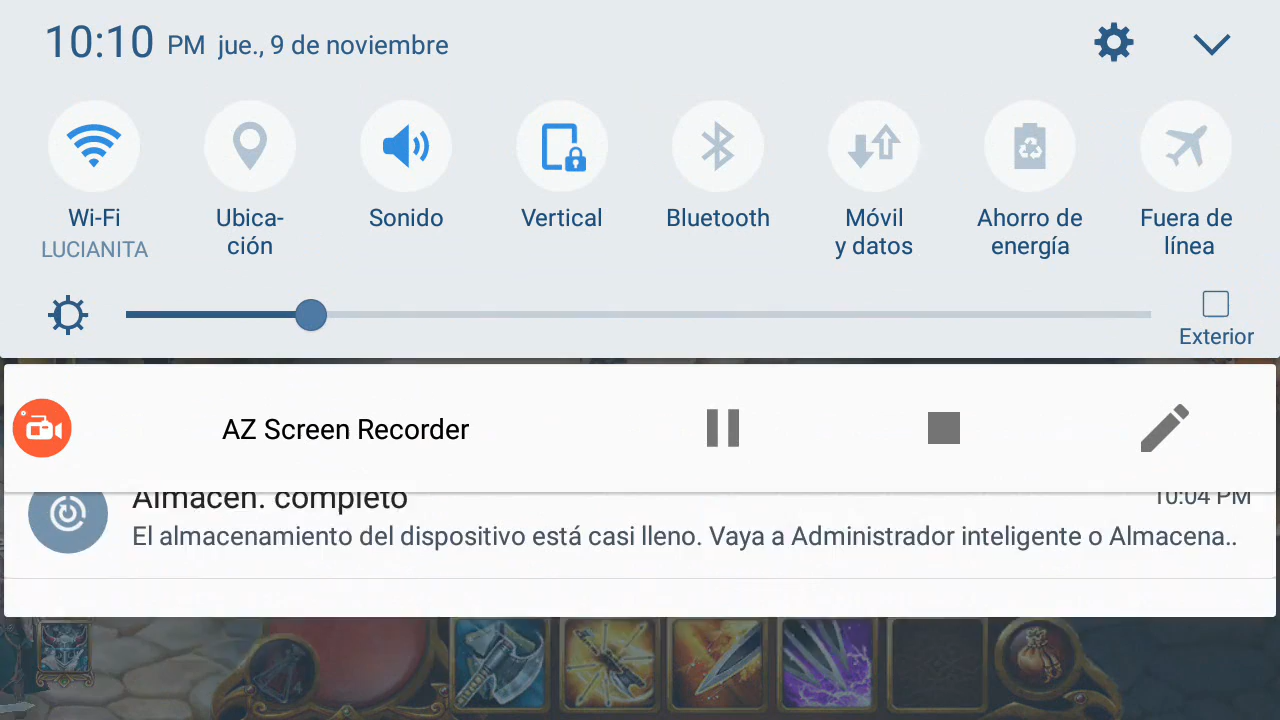 10:10 PM jue., 9 de noviembre
Wi-Fi
LUCIANITA
Ubica-
ción
Sonido
Vertical
Bluetooth
Móvil
y datos
Ahorro de
energía
Fuera de
línea
Exterior
AZ Screen Recorder
Almacen. completo 10:04 PM
El almacenamiento del dispositivo está casi lleno. Vaya a Administrador inteligente o Almacena..